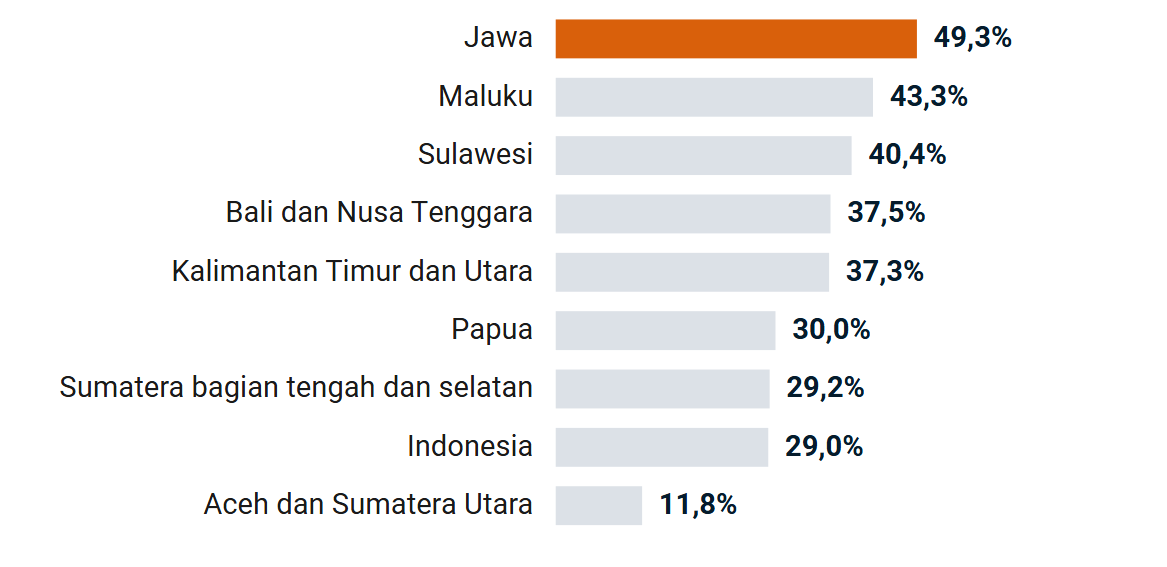 Jawa 49,3%
Maluku 43,3%
Sulawesi 40,4%
Bali dan Nusa Tenggara 37,5%
Kalimantan Timur dan Utara 37,3%
Papua 30,0%
Sumatera bagian tengah dan selatan 29,2%
Indonesia 29,0%
Aceh dan Sumatera Utara 11,8%